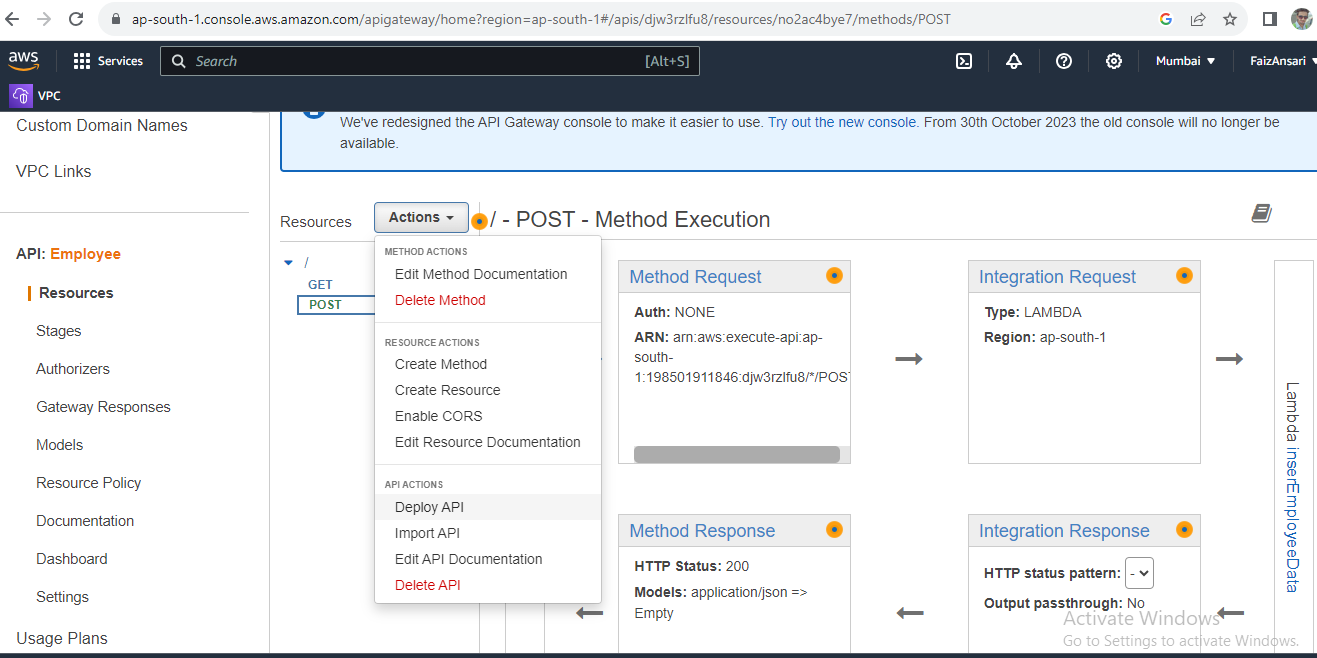 ap-south-1.console.aws.amazon.com/apigateway/home?region=ap-south-1#/apis/djw3rzlfu8/resources/no2ac4bye7/methods/POST
aws
Services
Search
[Alt+S]
Mumbai
FaizAnsari
VPC
Custom Domain Names
VPC Links
API: Employee
Resources
Stages
Authorizers
Gateway Responses
Models
Resource Policy
Documentation
Dashboard
Settings
Usage Plans
We've redesigned the API Gateway console to make it easier to use. Try out the new console. From 30th October 2023 the old console will no longer be
available.
Resources
Actions
/ - POST - Method Execution
/
GET
POST
METHOD ACTIONS
Edit Method Documentation
Delete Method
RESOURCE ACTIONS
Create Method
Create Resource
Enable CORS
Edit Resource Documentation
API ACTIONS
Deploy API
Import API
Edit API Documentation
Delete API
Method Request
Auth: NONE
ARN: arn:aws:execute-api:ap-
south-
1:198501911846:djw3rzlfu8/*/POST
Integration Request
Type: LAMBDA
Region: ap-south-1
Lambda inserEmployeeData
Method Response
HTTP Status: 200
Models: application/json =>
Empty
Integration Response
HTTP status pattern: -
Output passthrough: No
Activate Windows
Go to Settings to activate Windows.